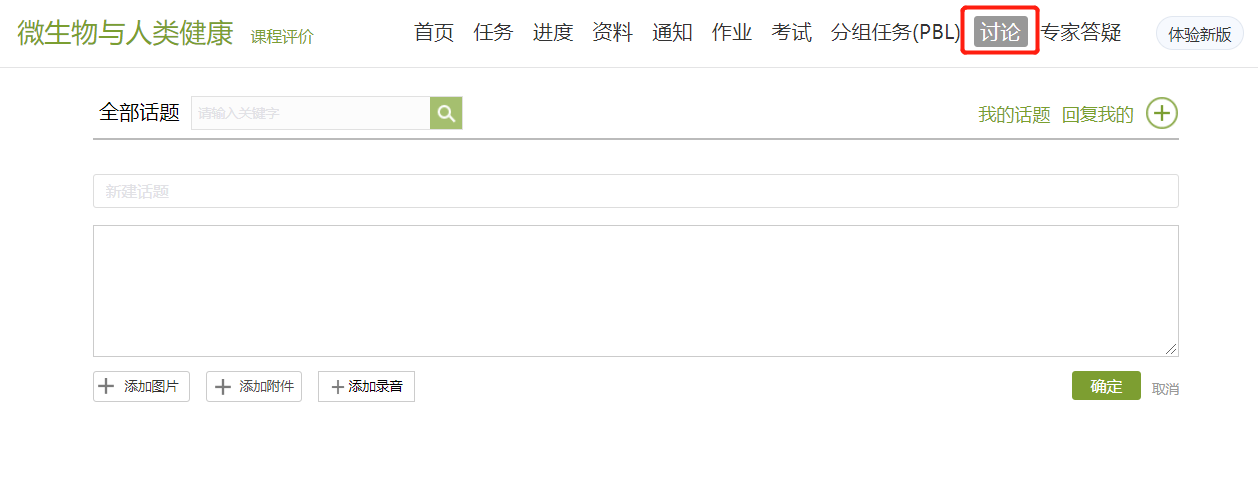 微生物与人类健康 课程评价 首页 任务 进度 资料 通知 作业 考试 分组任务(PBL) 讨论 专家答疑 体验新版
全部话题 请输入关键字 我的话题 回复我的
新建话题
添加图片 添加附件 添加录音 确定 取消